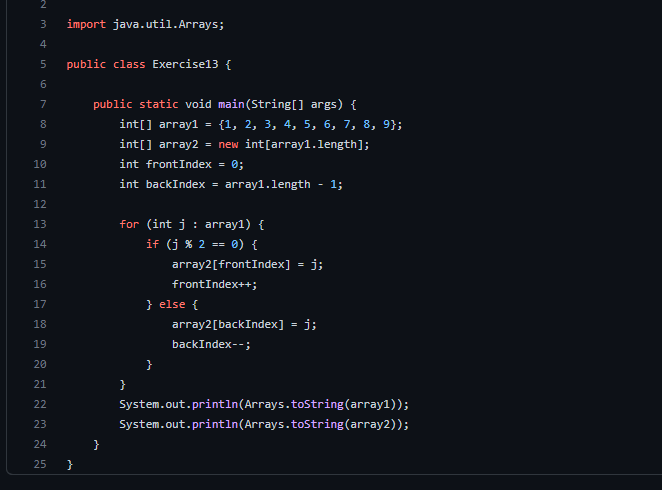 2
3 import java.util.Arrays;
4
5 public class Exercise13 {
6
7 public static void main(String[] args) {
8 int[] array1 = {1, 2, 3, 4, 5, 6, 7, 8, 9};
9 int[] array2 = new int[array1.length];
10 int frontIndex = 0;
11 int backIndex = array1.length - 1;
12
13 for (int j : array1) {
14 if (j % 2 == 0) {
15 array2[frontIndex] = j;
16 frontIndex++;
17 } else {
18 array2[backIndex] = j;
19 backIndex--;
20 }
21 }
22 System.out.println(Arrays.toString(array1));
23 System.out.println(Arrays.toString(array2));
24 }
25 }